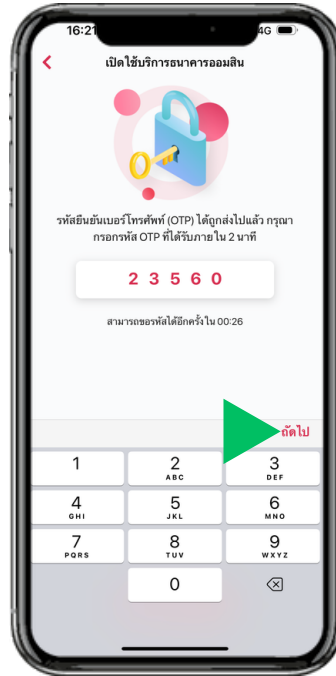 16:21
4G
เปิดใช้บริการธนาคารออมสิน
รหัสยืนยันเบอร์โทรศัพท์ (OTP) ได้ถูกส่งไปแล้ว กรุณา
กรอกรหัส OTP ที่ได้รับภายใน 2 นาที
2 3 5 6 0
สามารถขอรหัสได้อีกครั้งใน 00:26
ถัดไป
1 2 3
ABC DEF
4 5 6
GHI JKL MNO
7 8 9
PQRS TUV WXYZ
0